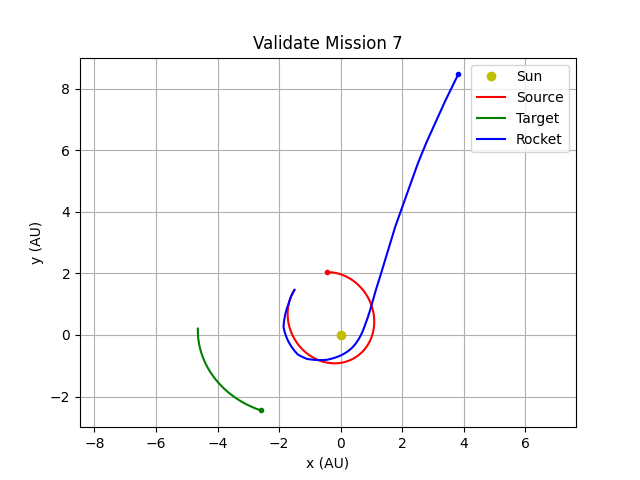 Validate Mission 7
Sun
Source
Target
Rocket
8
6
4
2
0
−2
y (AU)
−8 −6 −4 −2 0 2 4 6
x (AU)